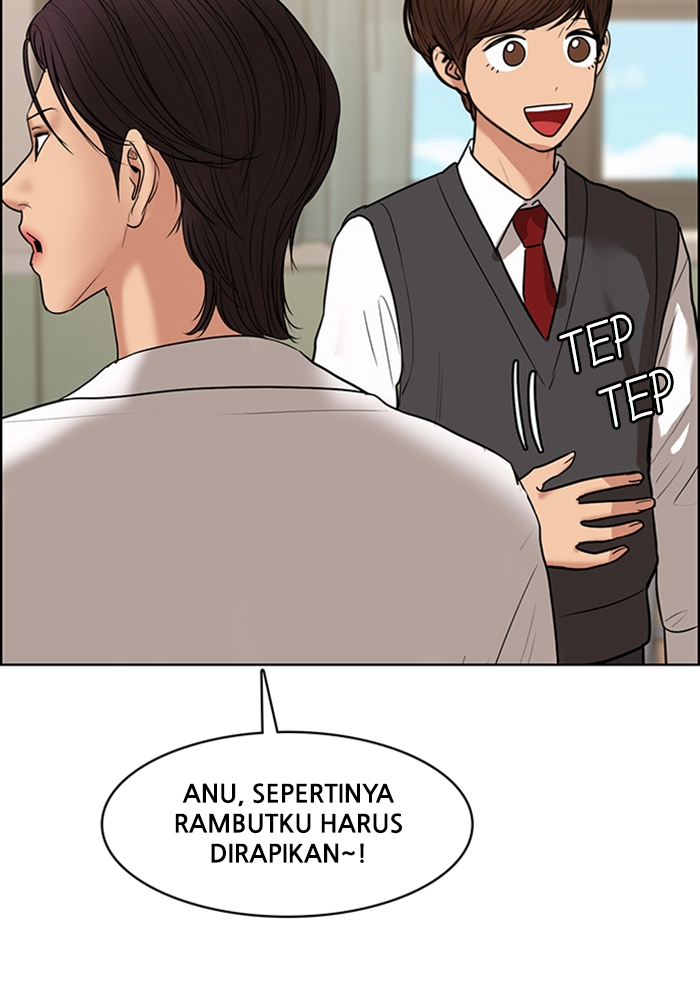 TEP
TEP
ANU, SEPERTINYA
RAMBUTKU HARUS
DIRAPIKAN~!